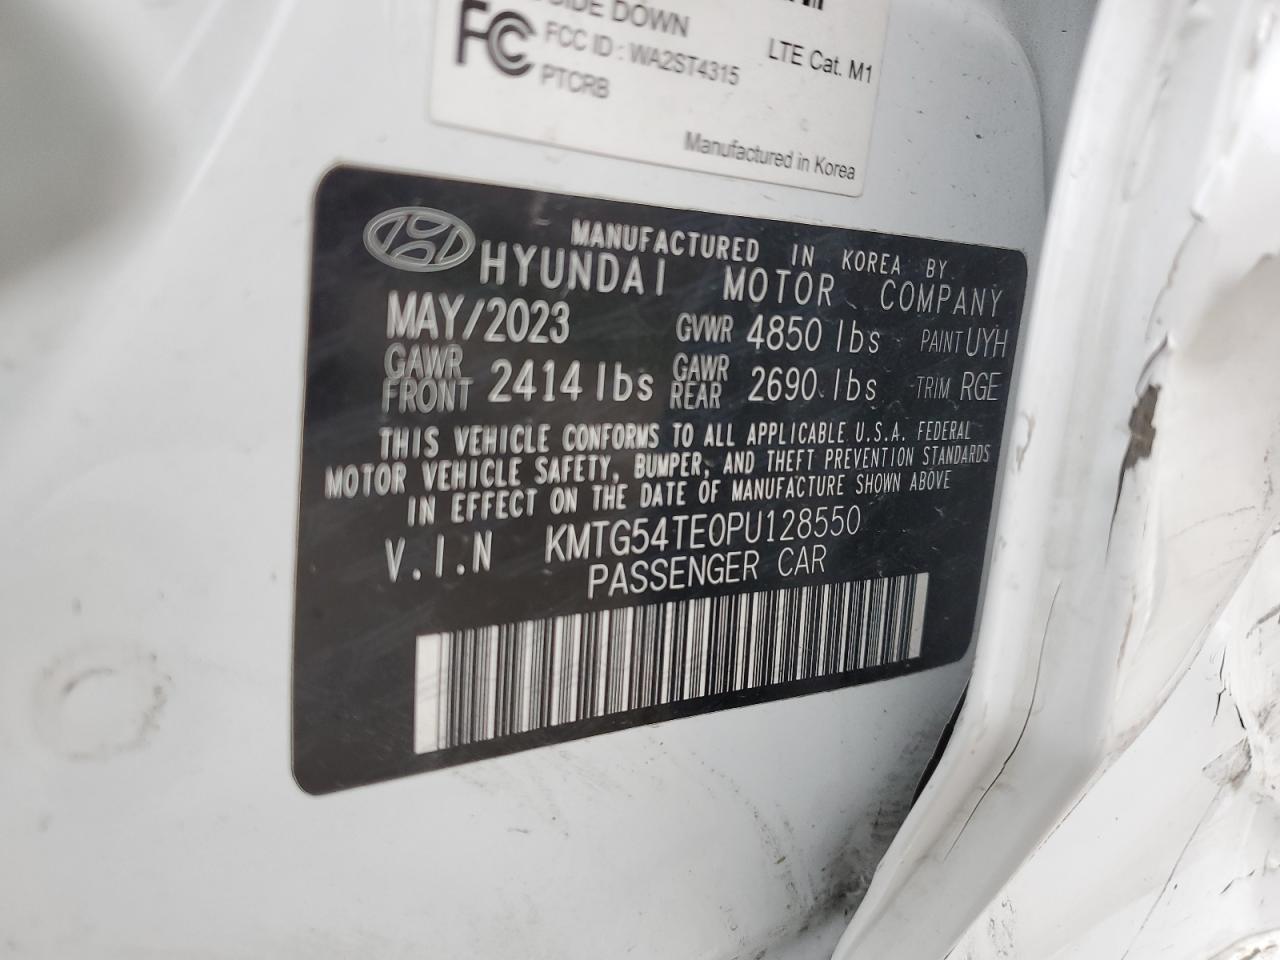 SIDE DOWN
FC FCC ID : WA2ST4315
LTE Cat. M1
PTCRB
Manufactured in Korea
MANUFACTURED IN KOREA BY
HYUNDAI MOTOR COMPANY
MAY/2023 GVWR 4850 lbs PAINT UYH
GAWR FRONT 2414 lbs GAWR REAR 2690 lbs TRIM RGE
THIS VEHICLE CONFORMS TO ALL APPLICABLE U.S.A. FEDERAL
MOTOR VEHICLE SAFETY, BUMPER, AND THEFT PREVENTION STANDARDS
IN EFFECT ON THE DATE OF MANUFACTURE SHOWN ABOVE
V.I.N KMTG54TE0PU128550
PASSENGER CAR